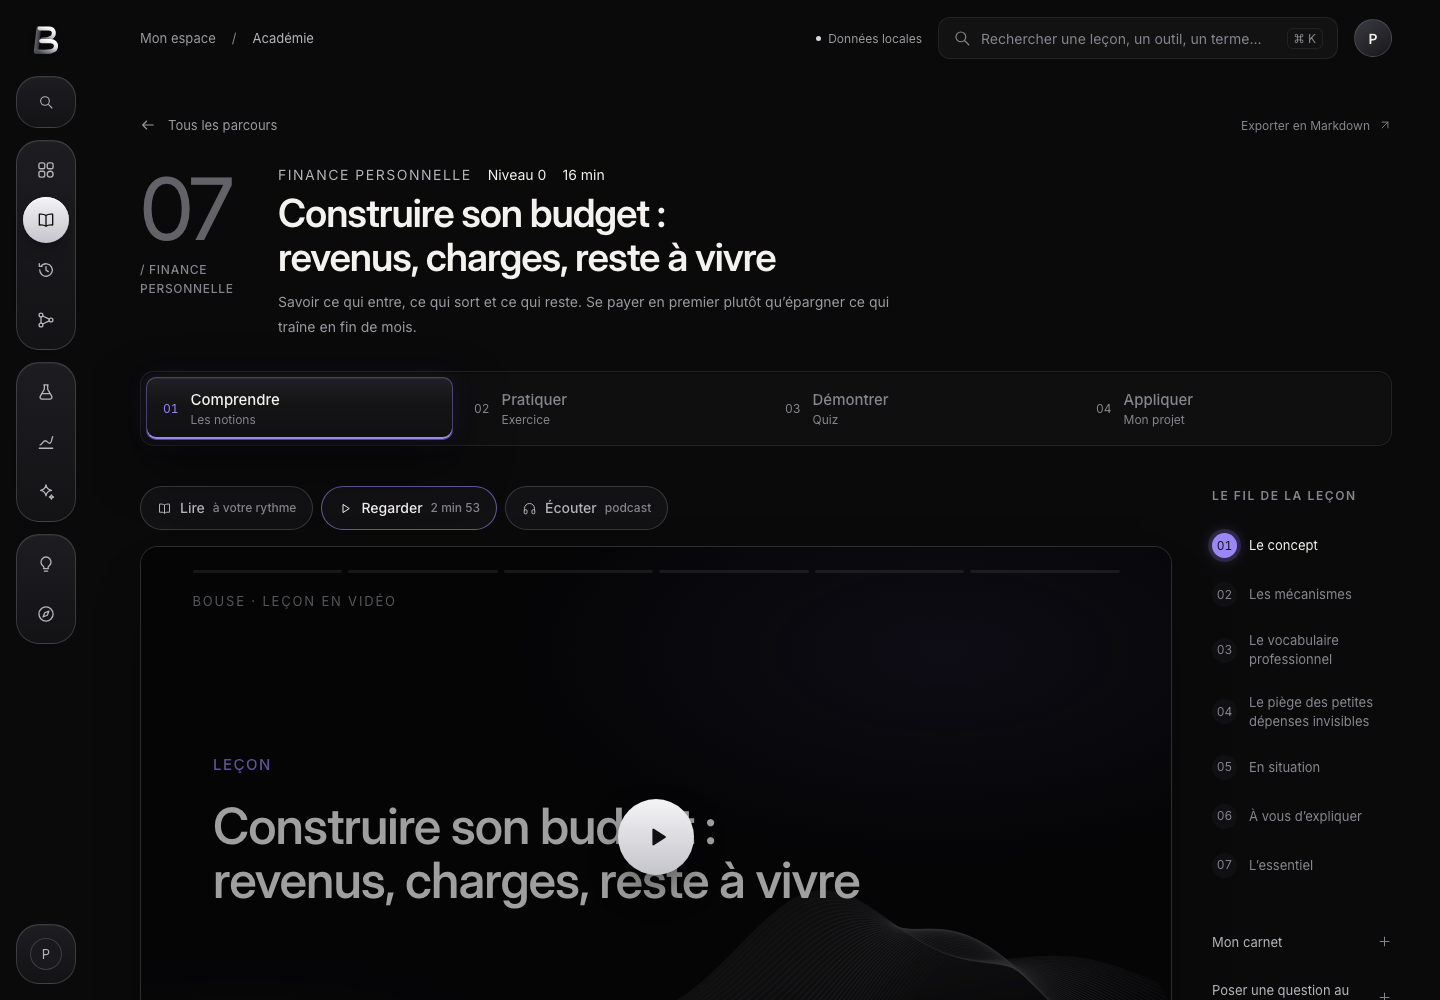 B
Mon espace / Académie
Données locales
Rechercher une leçon, un outil, un terme...
⌘ K
P
Tous les parcours
Exporter en Markdown
07
/ FINANCE
PERSONNELLE
FINANCE PERSONNELLE Niveau 0 16 min
Construire son budget :
revenus, charges, reste à vivre
Savoir ce qui entre, ce qui sort et ce qui reste. Se payer en premier plutôt qu’épargner ce qui
traîne en fin de mois.
01 Comprendre
Les notions
02 Pratiquer
Exercice
03 Démontrer
Quiz
04 Appliquer
Mon projet
Lire à votre rythme
Regarder 2 min 53
Écouter podcast
BOUSE · LEÇON EN VIDÉO
LEÇON
Construire son bud t :
revenus, charges, reste à vivre
LE FIL DE LA LEÇON
01 Le concept
02 Les mécanismes
03 Le vocabulaire
professionnel
04 Le piège des petites
dépenses invisibles
05 En situation
06 À vous d’expliquer
07 L’essentiel
Mon carnet
Poser une question au
P